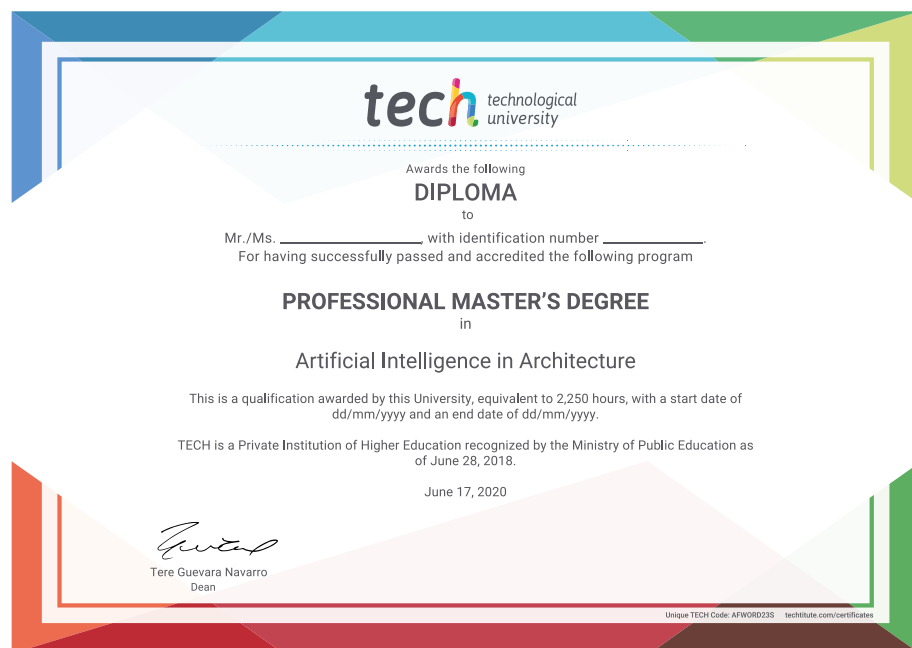 tech technological
university
Awards the following
DIPLOMA
to
Mr./Ms. ____________________, with identification number ______________.
For having successfully passed and accredited the following program
PROFESSIONAL MASTER'S DEGREE
in
Artificial Intelligence in Architecture
This is a qualification awarded by this University, equivalent to 2,250 hours, with a start date of
dd/mm/yyyy and an end date of dd/mm/yyyy.
TECH is a Private Institution of Higher Education recognized by the Ministry of Public Education as
of June 28, 2018.
June 17, 2020
Tere Guevara Navarro
Dean
Unique TECH Code: AFWORD23S techtitute.com/certificates